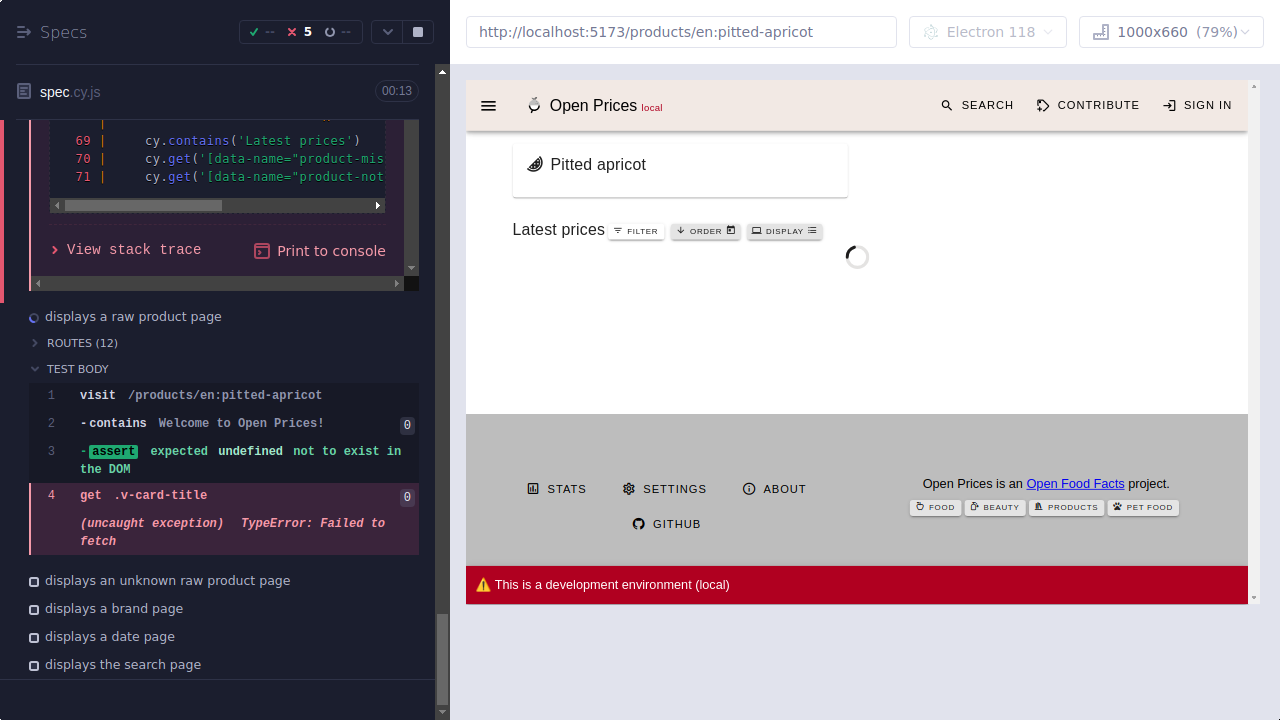 Specs
-- 5 --
spec.cy.js
00:13
69 | cy.contains('Latest prices')
70 | cy.get('[data-name="product-mis
71 | cy.get('[data-name="product-not
View stack trace
Print to console
displays a raw product page
ROUTES (12)
TEST BODY
1 visit /products/en:pitted-apricot
2 -contains Welcome to Open Prices! 0
3 -assert expected undefined not to exist in
the DOM
4 get .v-card-title 0
(uncaught exception) TypeError: Failed to
fetch
displays an unknown raw product page
displays a brand page
displays a date page
displays the search page
http://localhost:5173/products/en:pitted-apricot
Electron 118
1000x660 (79%)
Open Prices local
SEARCH
CONTRIBUTE
SIGN IN
Pitted apricot
Latest prices
FILTER
ORDER
DISPLAY
STATS
SETTINGS
ABOUT
GITHUB
Open Prices is an Open Food Facts project.
FOOD
BEAUTY
PRODUCTS
PET FOOD
This is a development environment (local)